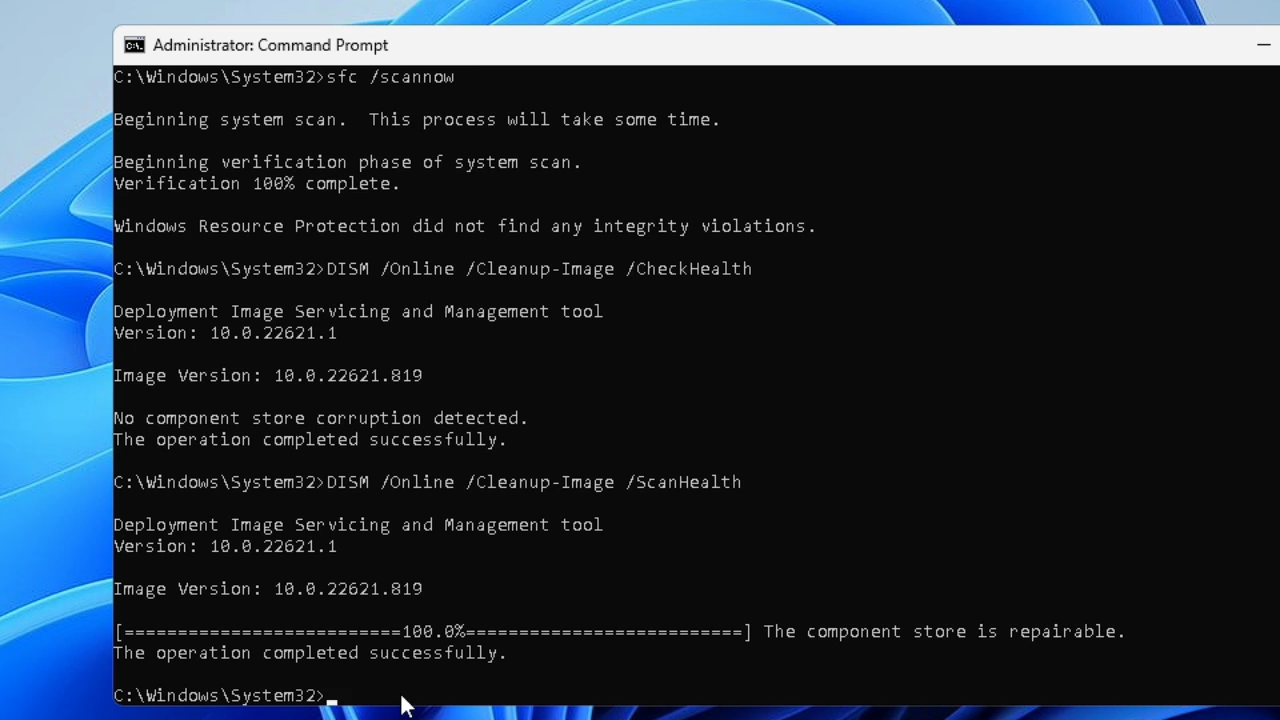 Administrator: Command Prompt
C:\Windows\System32>sfc /scannow
Beginning system scan.  This process will take some time.
Beginning verification phase of system scan.
Verification 100% complete.
Windows Resource Protection did not find any integrity violations.
C:\Windows\System32>DISM /Online /Cleanup-Image /CheckHealth
Deployment Image Servicing and Management tool
Version: 10.0.22621.1
Image Version: 10.0.22621.819
No component store corruption detected.
The operation completed successfully.
C:\Windows\System32>DISM /Online /Cleanup-Image /ScanHealth
Deployment Image Servicing and Management tool
Version: 10.0.22621.1
Image Version: 10.0.22621.819
[==========================100.0%==========================] The component store is repairable.
The operation completed successfully.
C:\Windows\System32>